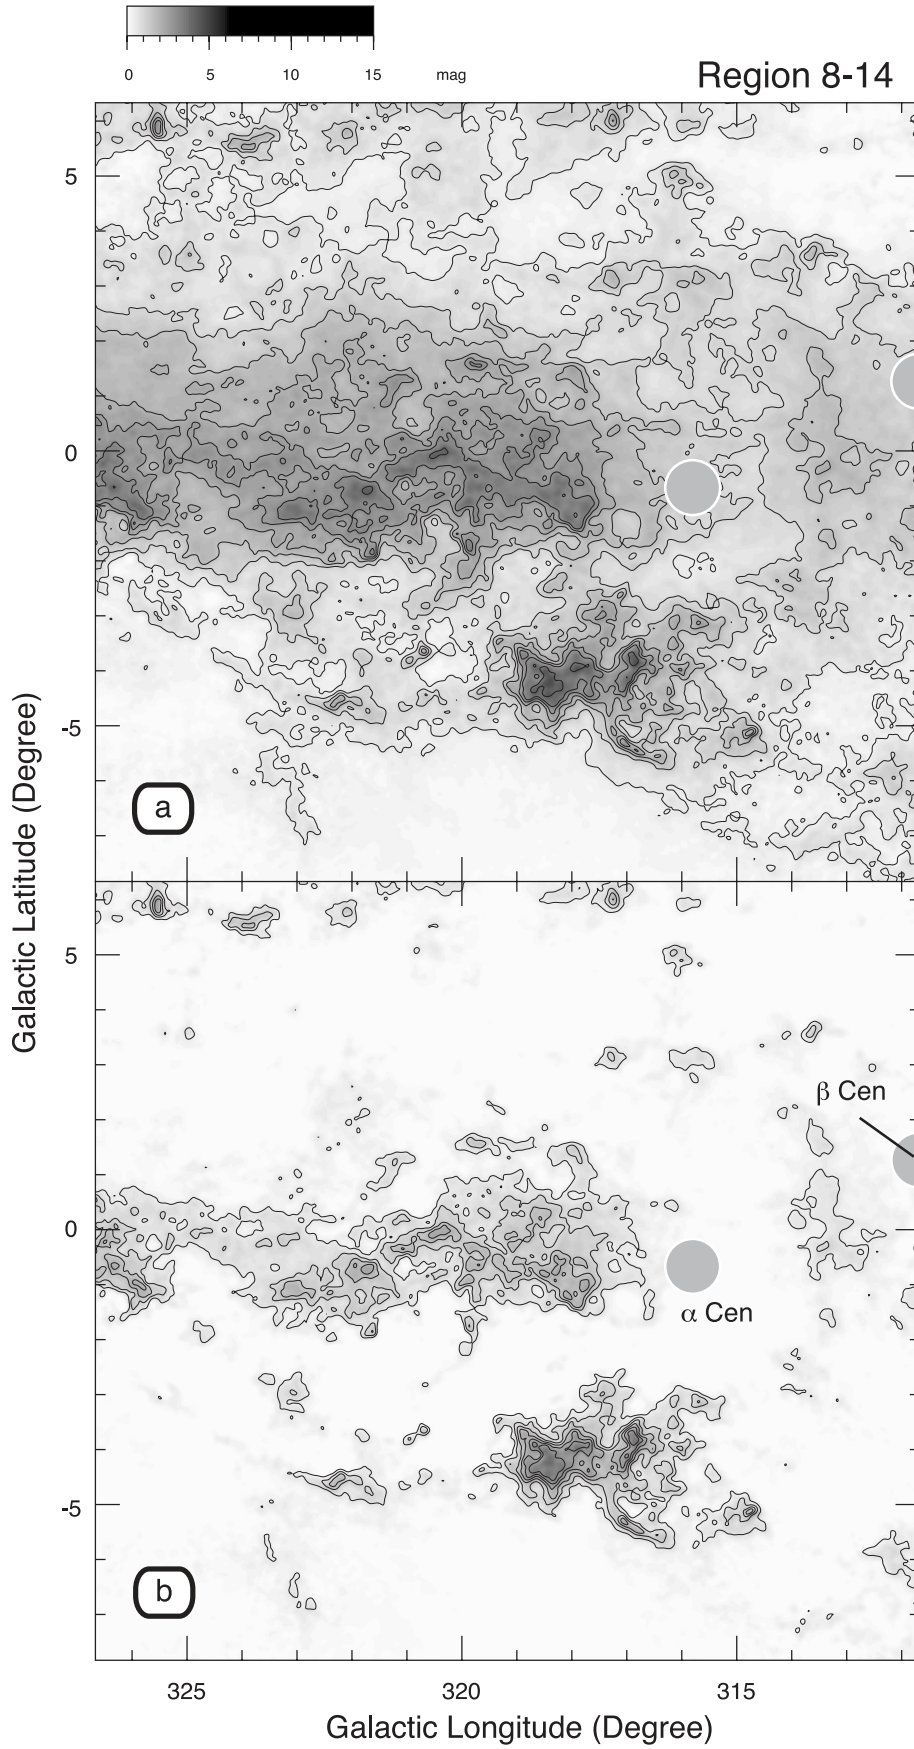 0 5 10 15 mag
Region 8-14
5
0
-5
a
Galactic Latitude (Degree)
5
β Cen
0
α Cen
-5
b
325 320 315
Galactic Longitude (Degree)